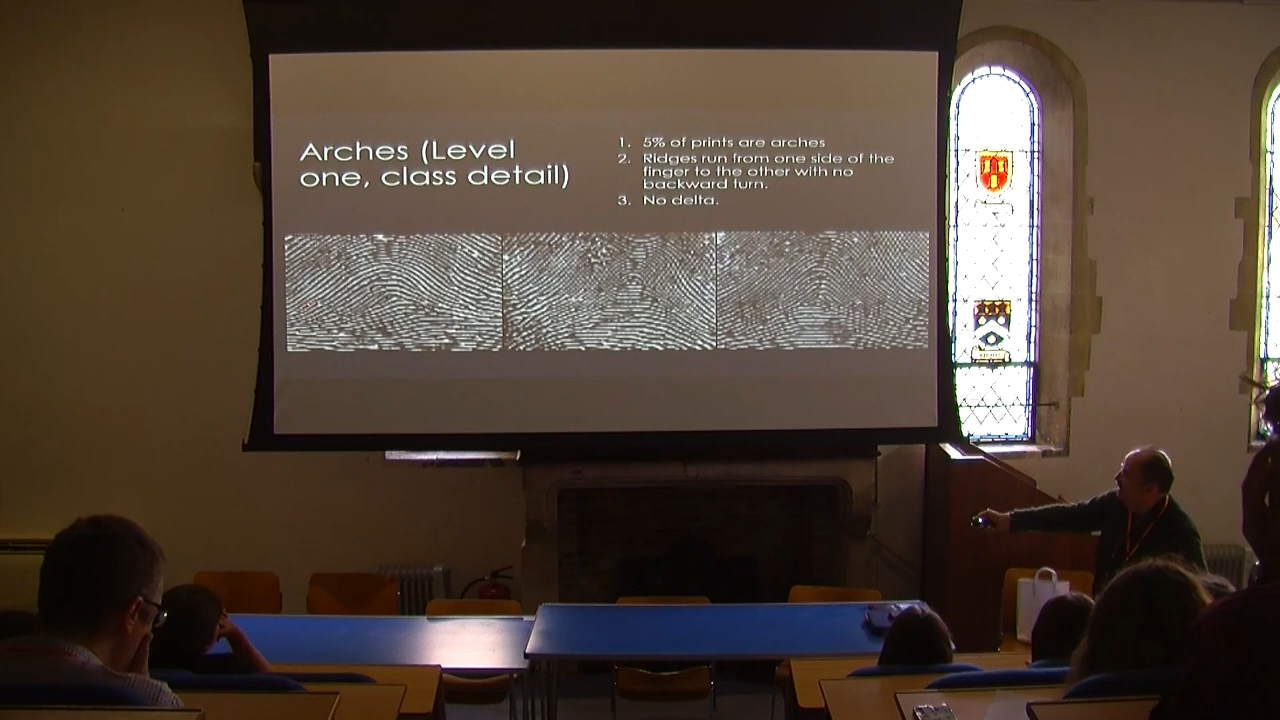 Arches (Level
one, class detail)
1. 5% of prints are arches
2. Ridges run from one side of the
finger to the other with no
backward turn.
3. No delta.